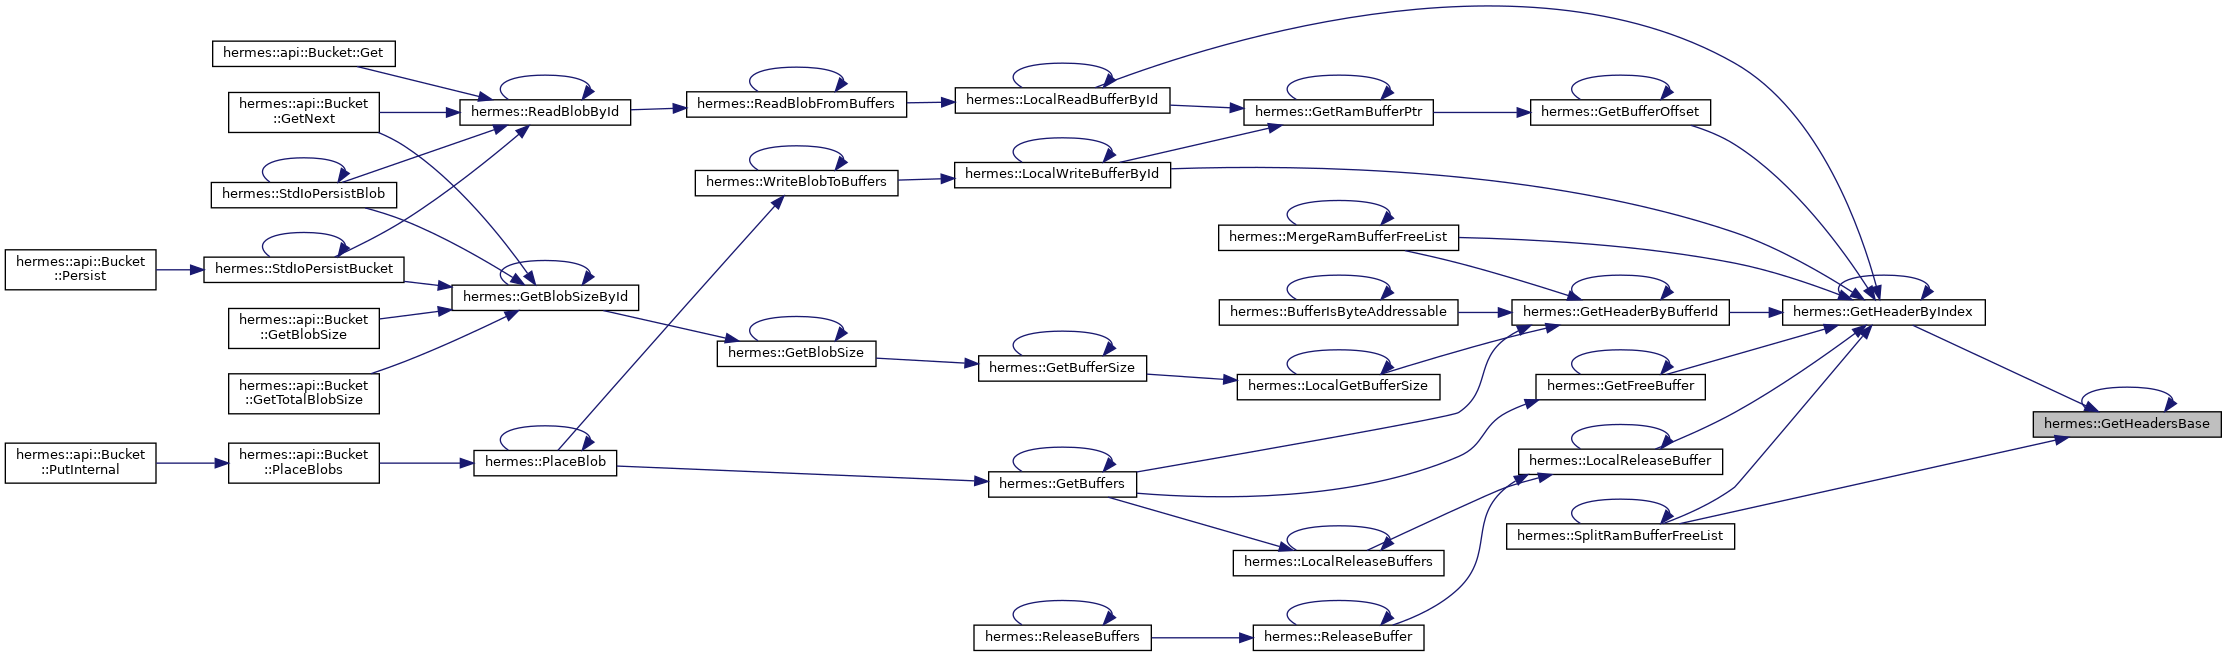 hermes::api::Bucket::Get
hermes::api::Bucket
::GetNext
hermes::StdIoPersistBlob
hermes::api::Bucket
::Persist
hermes::StdIoPersistBucket
hermes::api::Bucket
::GetBlobSize
hermes::api::Bucket
::GetTotalBlobSize
hermes::api::Bucket
::PutInternal
hermes::api::Bucket
::PlaceBlobs
hermes::ReadBlobById
hermes::GetBlobSizeById
hermes::PlaceBlob
hermes::ReadBlobFromBuffers
hermes::WriteBlobToBuffers
hermes::GetBlobSize
hermes::LocalReadBufferById
hermes::LocalWriteBufferById
hermes::GetBufferSize
hermes::GetBuffers
hermes::ReleaseBuffers
hermes::GetRamBufferPtr
hermes::MergeRamBufferFreeList
hermes::BufferIsByteAddressable
hermes::LocalGetBufferSize
hermes::LocalReleaseBuffers
hermes::ReleaseBuffer
hermes::GetBufferOffset
hermes::GetHeaderByBufferId
hermes::GetFreeBuffer
hermes::LocalReleaseBuffer
hermes::SplitRamBufferFreeList
hermes::GetHeaderByIndex
hermes::GetHeadersBase